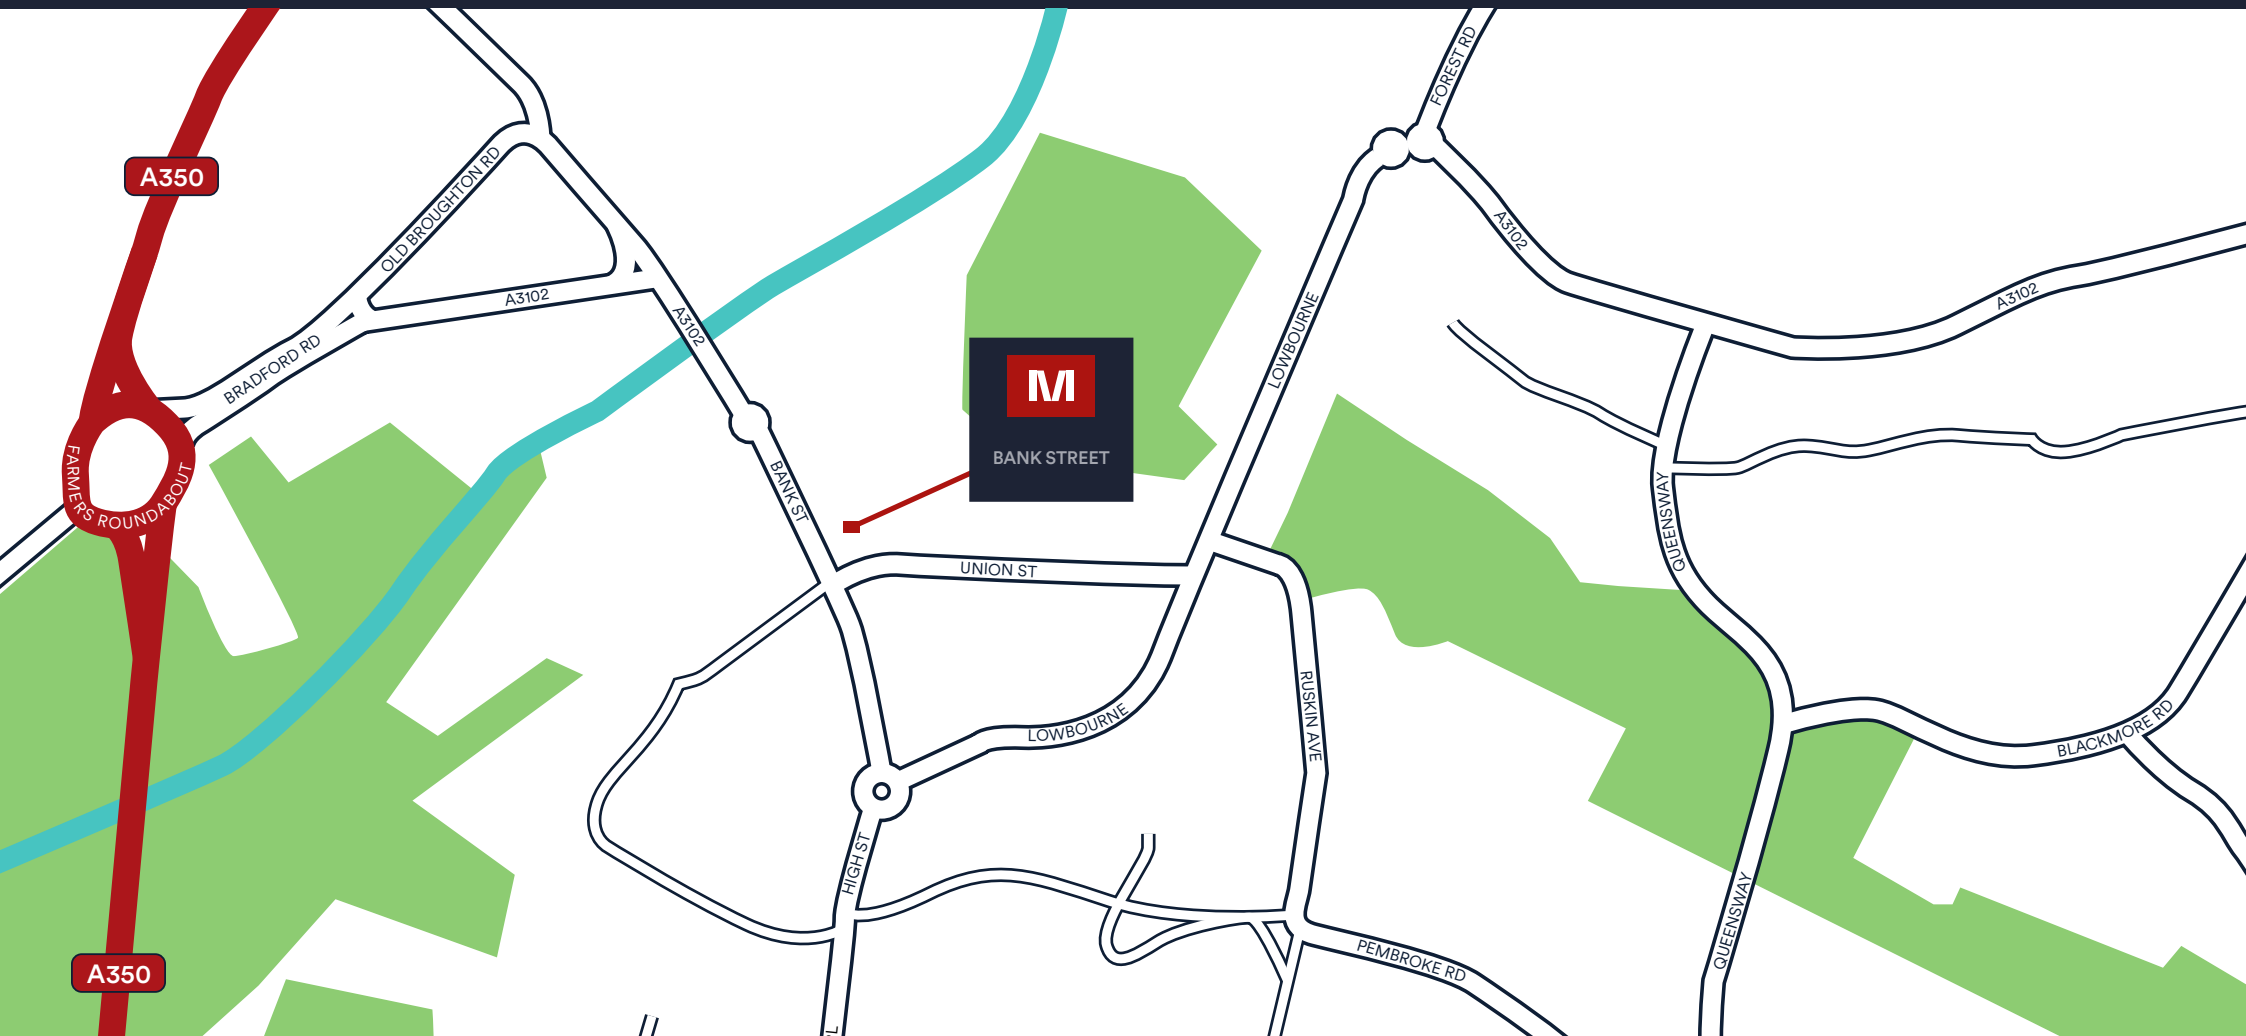 FOREST RD
A350
OLD BROUGHTON RD
A3102
A3102
A3102
A3102
BRADFORD RD
LOWBOURNE
M
BANK STREET
FARMERS ROUNDABOUT
BANK ST
QUEENSWAY
UNION ST
RUSKIN AVE
LOWBOURNE
BLACKMORE RD
HIGH ST
QUEENSWAY
PEMBROKE RD
A350